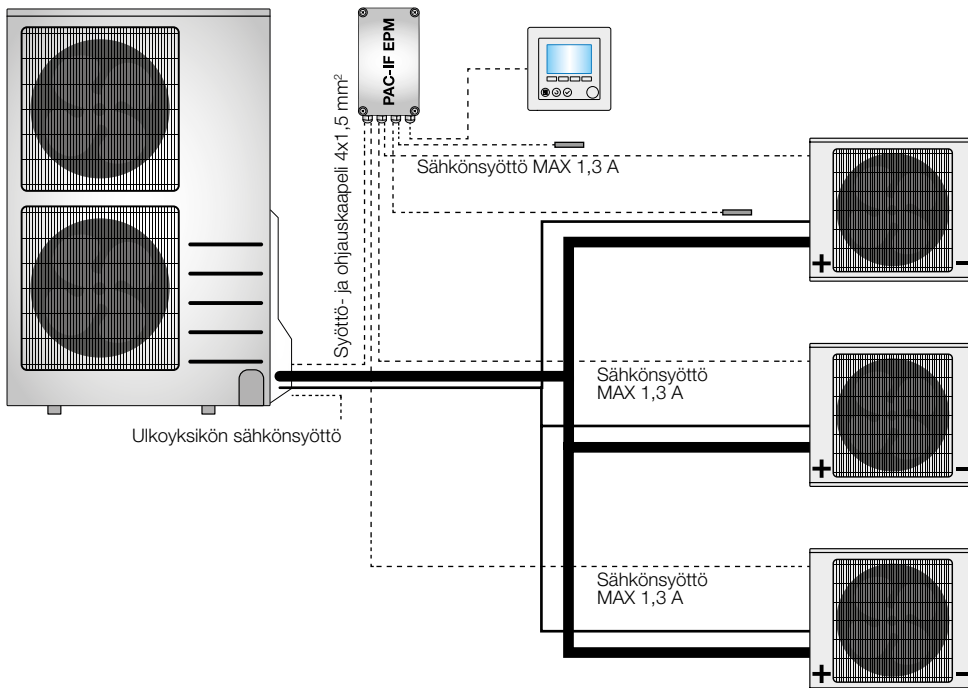 PAC-IF EPM
Syöttö- ja ohjauskaapeli 4x1,5 mm²
Sähkönsyöttö MAX 1,3 A
+ −
Sähkönsyöttö
MAX 1,3 A
+ −
Ulkoyksikön sähkönsyöttö
Sähkönsyöttö
MAX 1,3 A
+ −